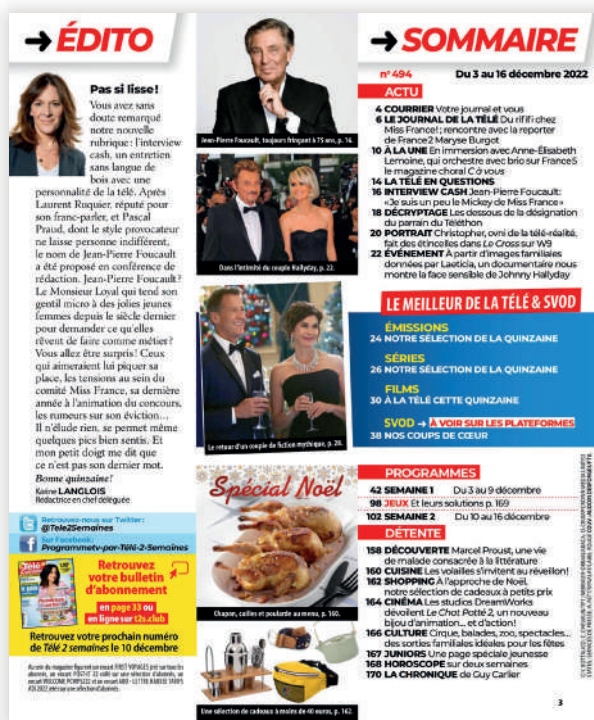 → ÉDITO
Pas si lisse!
Vous avez sans
doute remarqué
notre nouvelle
rubrique : l'interview
cash, un entretien
sans langue de
bois avec une
personnalité de la télé. Après
Laurent Ruquier, réputé pour
son franc-parler, et Pascal
Praud, dont le style provocateur
ne laisse personne indifférent,
le nom de Jean-Pierre Foucault
a été proposé en conférence de
rédaction. Jean-Pierre Foucault?
Le Monsieur Loyal qui tend son
gentil micro à des jolies jeunes
femmes depuis le siècle dernier
pour demander ce qu'elles
rêvent de faire comme métier?
Vous allez être surpris! Ceux
qui aimeraient lui piquer sa
place, les tensions au sein du
comité Miss France, sa dernière
année à l'animation du concours,
les rumeurs sur son éviction…
Il n'élude rien, se permet même
quelques pics bien sentis. Et
mon petit doigt me dit que
ce n'est pas son dernier mot.
Bonne quinzaine!
Karine LANGLOIS
Rédactrice en chef déléguée
Retrouvez-nous sur Twitter :
@Tele2Semaines
Sur Facebook :
Programmetv-par-Télé-2-Semaines
Retrouvez
votre bulletin
d'abonnement
en page 33 ou
en ligne sur t2s.club
Retrouvez votre prochain numéro
de Télé 2 semaines le 10 décembre
Jean-Pierre Foucault, toujours fringant à 75 ans, p. 16.
Dans l'intimité du couple Hallyday, p. 22.
Le retour d'un couple de fiction mythique, p. 28.
Spécial Noël
Chapon, cailles et poularde au menu, p. 160.
Une sélection de cadeaux à moins de 40 euros, p. 162.
→ SOMMAIRE
n° 494 Du 3 au 16 décembre 2022
ACTU
4 COURRIER Votre journal et vous
6 LE JOURNAL DE LA TÉLÉ Du rififi chez
Miss France! ; rencontre avec la reporter
de France 2 Maryse Burgot
10 À LA UNE En immersion avec Anne-Élisabeth
Lemoine, qui orchestre avec brio sur France 5
le magazine choral C à vous
14 LA TÉLÉ EN QUESTIONS
16 INTERVIEW CASH Jean-Pierre Foucault :
«Je suis un peu le Mickey de Miss France»
18 DÉCRYPTAGE Les dessous de la désignation
du parrain du Téléthon
20 PORTRAIT Christopher, ovni de la télé-réalité,
fait des étincelles dans Le Cross sur W9
22 ÉVÉNEMENT À partir d'images familiales
données par Laeticia, un documentaire nous
montre la face sensible de Johnny Hallyday
LE MEILLEUR DE LA TÉLÉ & SVOD
ÉMISSIONS
24 NOTRE SÉLECTION DE LA QUINZAINE
SÉRIES
26 NOTRE SÉLECTION DE LA QUINZAINE
FILMS
30 À LA TÉLÉ CETTE QUINZAINE
SVOD → À VOIR SUR LES PLATEFORMES
38 NOS COUPS DE CŒUR
PROGRAMMES
42 SEMAINE 1 Du 3 au 9 décembre
98 JEUX Et leurs solutions p. 169
102 SEMAINE 2 Du 10 au 16 décembre
DÉTENTE
158 DÉCOUVERTE Marcel Proust, une vie
de malade consacrée à la littérature
160 CUISINE Les volailles s'invitent au réveillon!
162 SHOPPING À l'approche de Noël,
notre sélection de cadeaux à petits prix
164 CINÉMA Les studios DreamWorks
dévoilent Le Chat Potté 2, un nouveau
bijou d'animation… et d'action!
166 CULTURE Cirque, balades, zoo, spectacles…
des sorties familiales idéales pour les fêtes
167 JUNIORS Une page spéciale jeunesse
168 HOROSCOPE sur deux semaines
170 LA CHRONIQUE de Guy Carlier
3